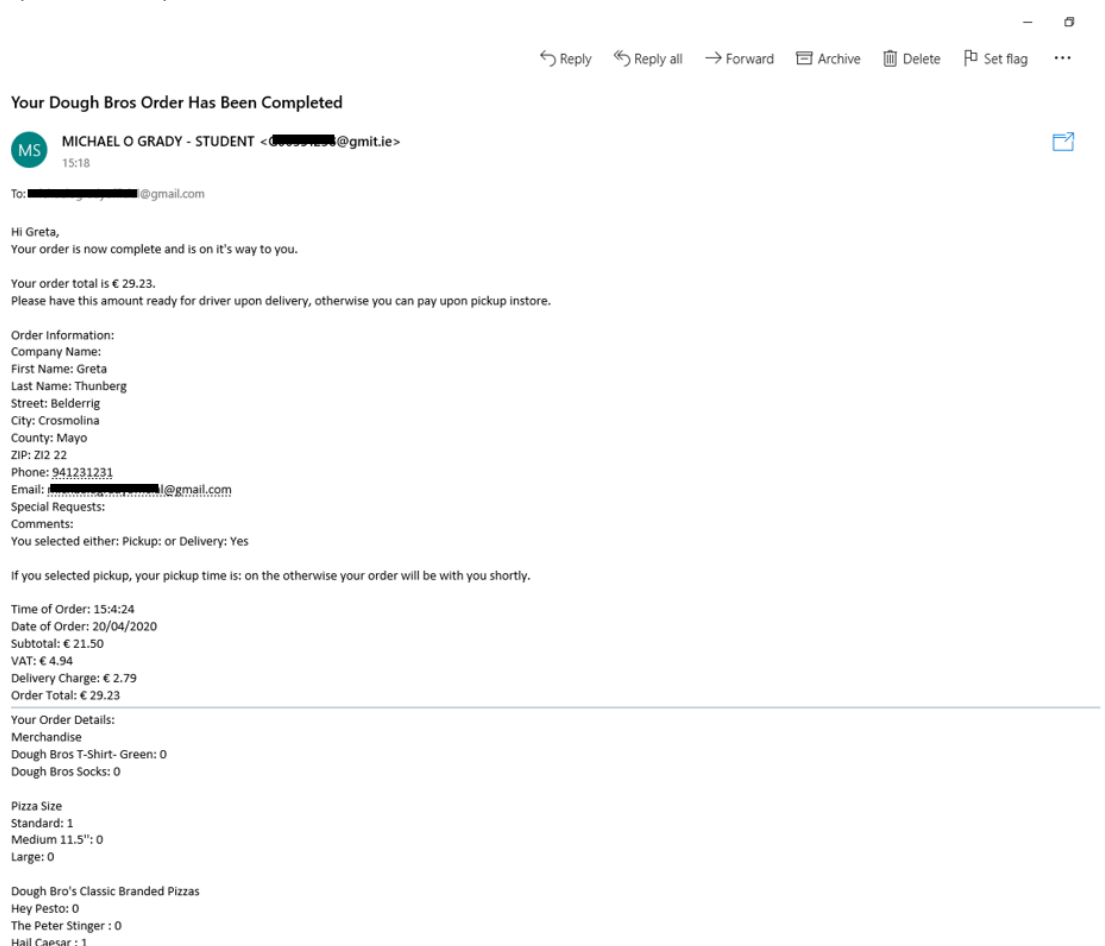 Reply Reply all Forward Archive Delete Set flag ...
Your Dough Bros Order Has Been Completed
MS
MICHAEL O GRADY - STUDENT < @gmit.ie>
15:18
To: @gmail.com
Hi Greta,
Your order is now complete and is on it's way to you.
Your order total is € 29.23.
Please have this amount ready for driver upon delivery, otherwise you can pay upon pickup instore.
Order Information:
Company Name:
First Name: Greta
Last Name: Thunberg
Street: Belderrig
City: Crosmolina
County: Mayo
ZIP: ZI2 22
Phone: 941231231
Email: @gmail.com
Special Requests:
Comments:
You selected either: Pickup: or Delivery: Yes
If you selected pickup, your pickup time is: on the otherwise your order will be with you shortly.
Time of Order: 15:4:24
Date of Order: 20/04/2020
Subtotal: € 21.50
VAT: € 4.94
Delivery Charge: € 2.79
Order Total: € 29.23
Your Order Details:
Merchandise
Dough Bros T-Shirt- Green: 0
Dough Bros Socks: 0
Pizza Size
Standard: 1
Medium 11.5'': 0
Large: 0
Dough Bro's Classic Branded Pizzas
Hey Pesto: 0
The Peter Stinger : 0
Hail Caesar : 1